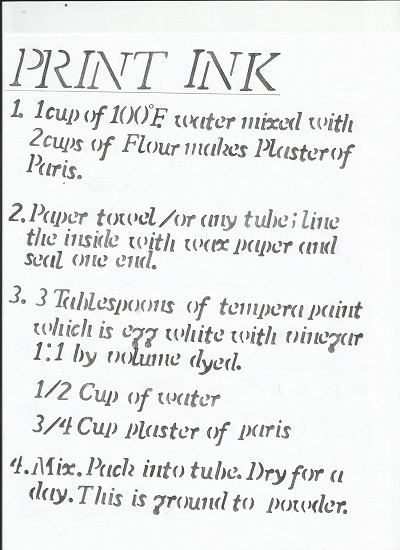 PRINT INK
1. 1cup of 100°F water mixed with
2cups of Flour makes Plaster of
Paris.
2. Paper towel /or any tube; line
the inside with wax paper and
seal one end.
3. 3 Tablespoons of tempera paint
which is egg white with vinegar
1:1 by volume dyed.
1/2 Cup of water
3/4 Cup plaster of paris
4. Mix. Pack into tube. Dry for a
day. This is ground to powder.